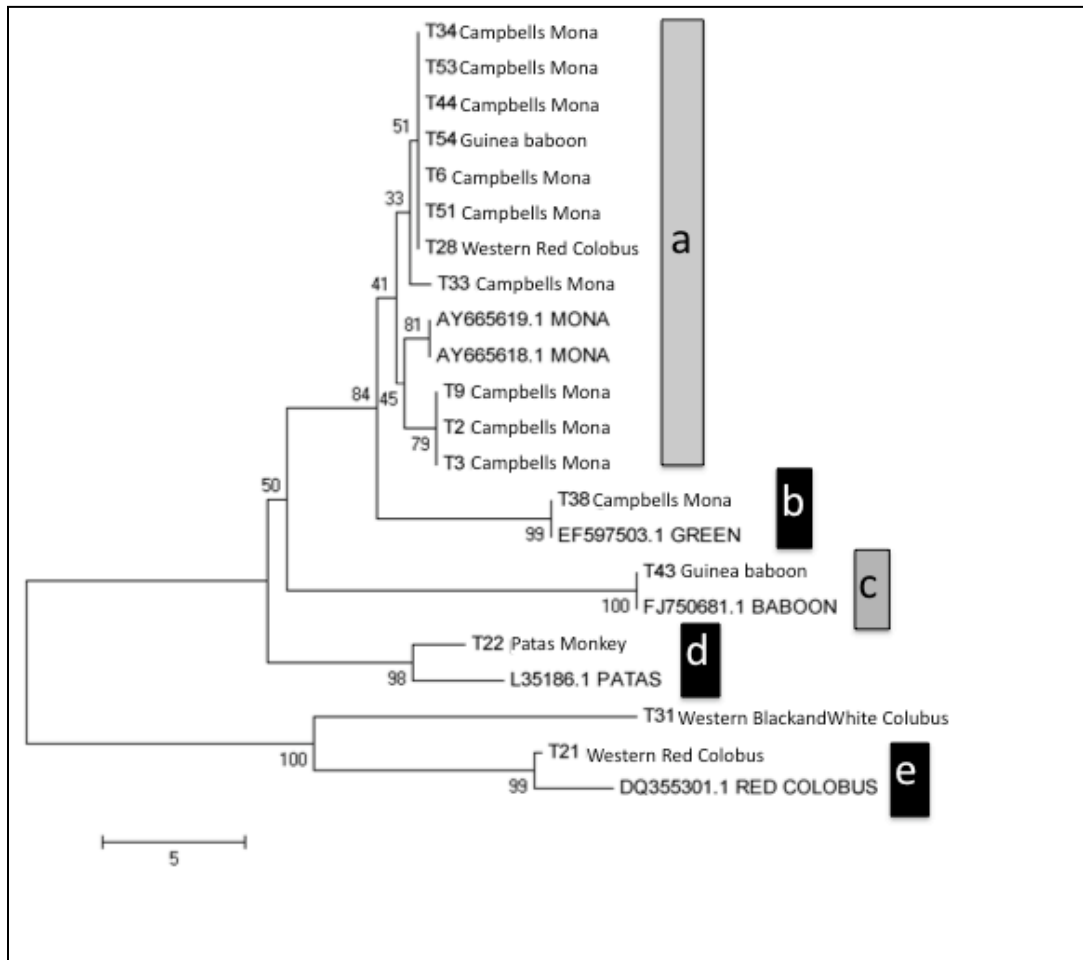 T34 Campbells Mona
T53 Campbells Mona
T44 Campbells Mona
51
T54 Guinea baboon
T6 Campbells Mona
33
T51 Campbells Mona
a
T28 Western Red Colobus
41
T33 Campbells Mona
81
AY665619.1 MONA
AY665618.1 MONA
84
45
T9 Campbells Mona
T2 Campbells Mona
79
T3 Campbells Mona
50
T38 Campbells Mona
b
99
EF597503.1 GREEN
T43 Guinea baboon
c
100
FJ750681.1 BABOON
T22 Patas Monkey
d
98
L35186.1 PATAS
T31 Western BlackandWhite Colubus
100
T21 Western Red Colobus
e
99
DQ355301.1 RED COLOBUS
5